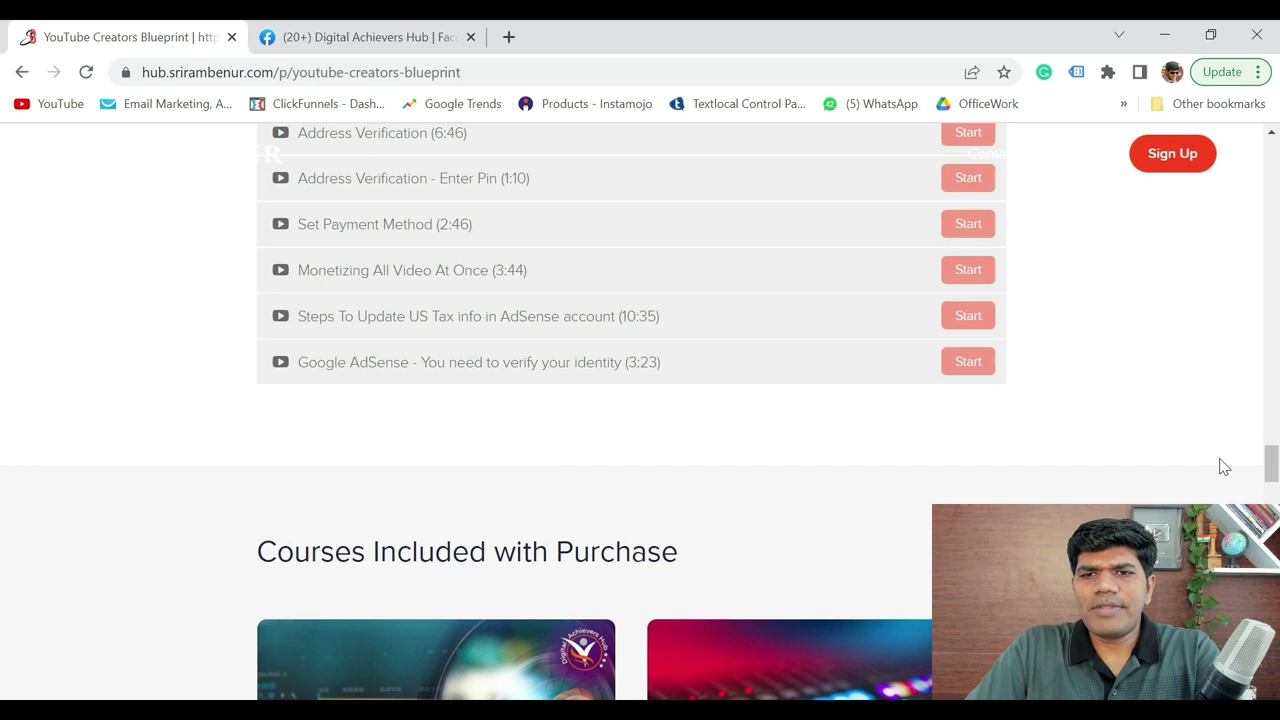 YouTube Creators Blueprint | http
(20+) Digital Achievers Hub | Fac
hub.srirambenur.com/p/youtube-creators-blueprint
Update
YouTube
Email Marketing, A...
ClickFunnels - Dash...
Google Trends
Products - Instamojo
Textlocal Control Pa...
42
(5) WhatsApp
OfficeWork
»
Other bookmarks
Address Verification (6:46)
Start
Sign Up
Address Verification - Enter Pin (1:10)
Start
Set Payment Method (2:46)
Start
Monetizing All Video At Once (3:44)
Start
Steps To Update US Tax info in AdSense account (10:35)
Start
Google AdSense - You need to verify your identity (3:23)
Start
Courses Included with Purchase
Digital Achievers Hub